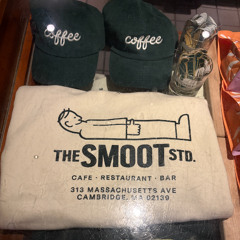 coffee
coffee
THE SMOOT STD.
CAFE · RESTAURANT · BAR
313 MASSACHUSETTS AVE
CAMBRIDGE, MA 02139